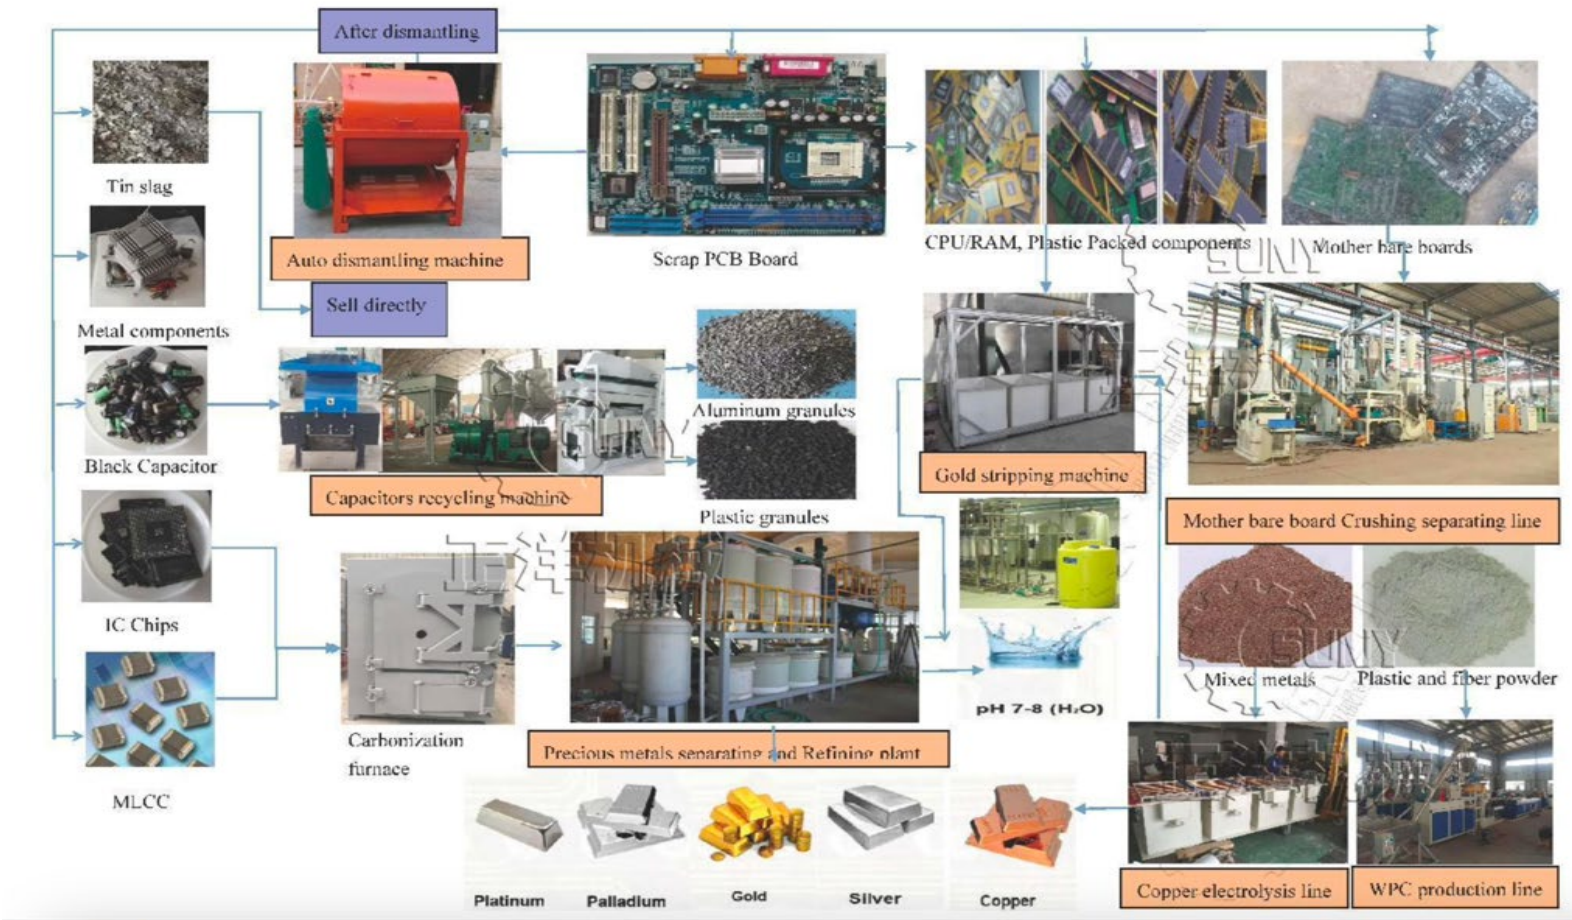 After dismantling
Tin slag
Auto dismantling machine
Scrap PCB Board
CPU/RAM, Plastic Packed components
Mother bare boards
Sell directly
Metal components
Aluminum granules
Black Capacitor
Capacitors recycling machine
Plastic granules
Gold stripping machine
Mother bare board Crushing separating line
IC Chips
Carbonization
furnace
Precious metals separating and Refining plant
pH 7-8 (H₂O)
Mixed metals
Plastic and fiber powder
MLCC
Platinum
Palladium
Gold
Silver
Copper
Copper electrolysis line
WPC production line
SUNY
SUNY
SUNY